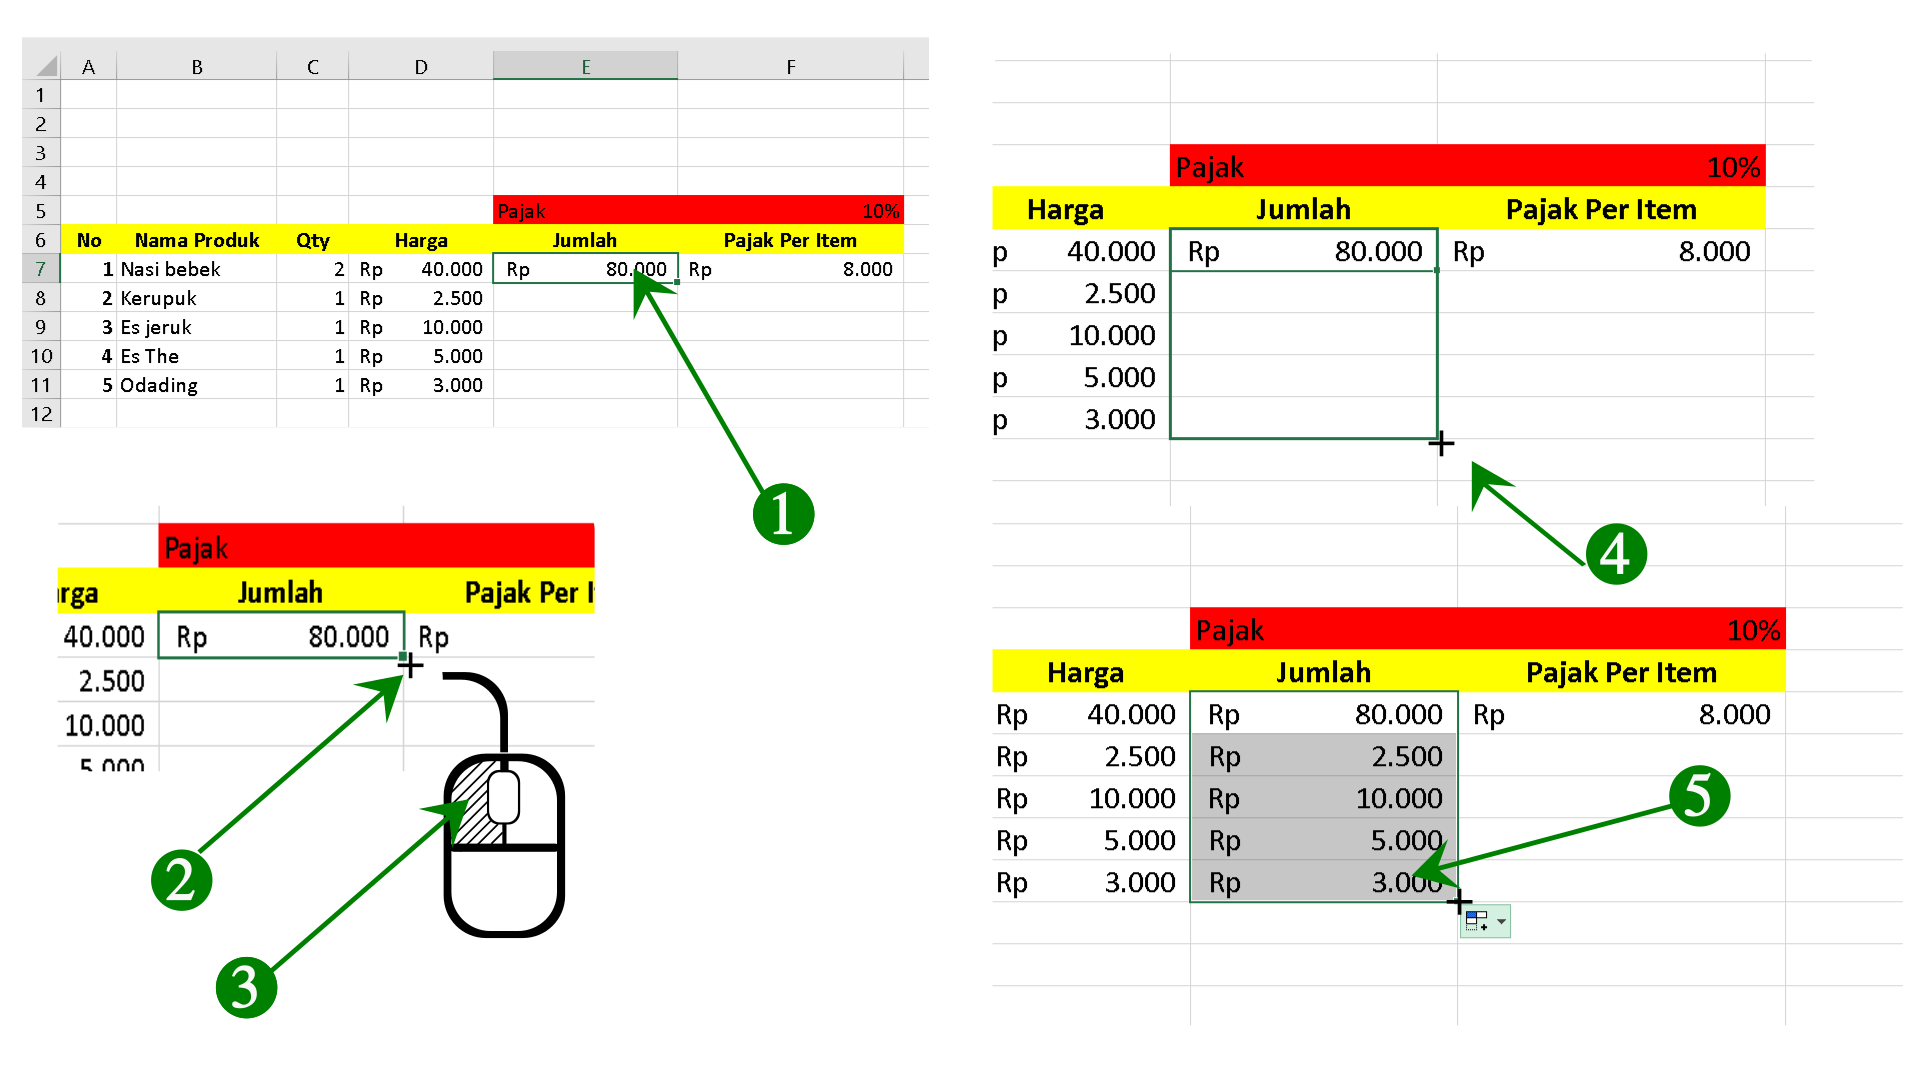 A B C D E F
1
2
3
4
5 Pajak 10%
6 No Nama Produk Qty Harga Jumlah Pajak Per Item
7 1 Nasi bebek 2 Rp 40.000 Rp 80.000 Rp 8.000
8 2 Kerupuk 1 Rp 2.500
9 3 Es jeruk 1 Rp 10.000
10 4 Es The 1 Rp 5.000
11 5 Odading 1 Rp 3.000
12
1
Pajak
arga Jumlah Pajak Per I
40.000 Rp 80.000 Rp
2.500
10.000
5.000
2
3
Pajak 10%
Harga Jumlah Pajak Per Item
p 40.000 Rp 80.000 Rp 8.000
p 2.500
p 10.000
p 5.000
p 3.000
4
Pajak 10%
Harga Jumlah Pajak Per Item
Rp 40.000 Rp 80.000 Rp 8.000
Rp 2.500 Rp 2.500
Rp 10.000 Rp 10.000
Rp 5.000 Rp 5.000
Rp 3.000 Rp 3.000
5